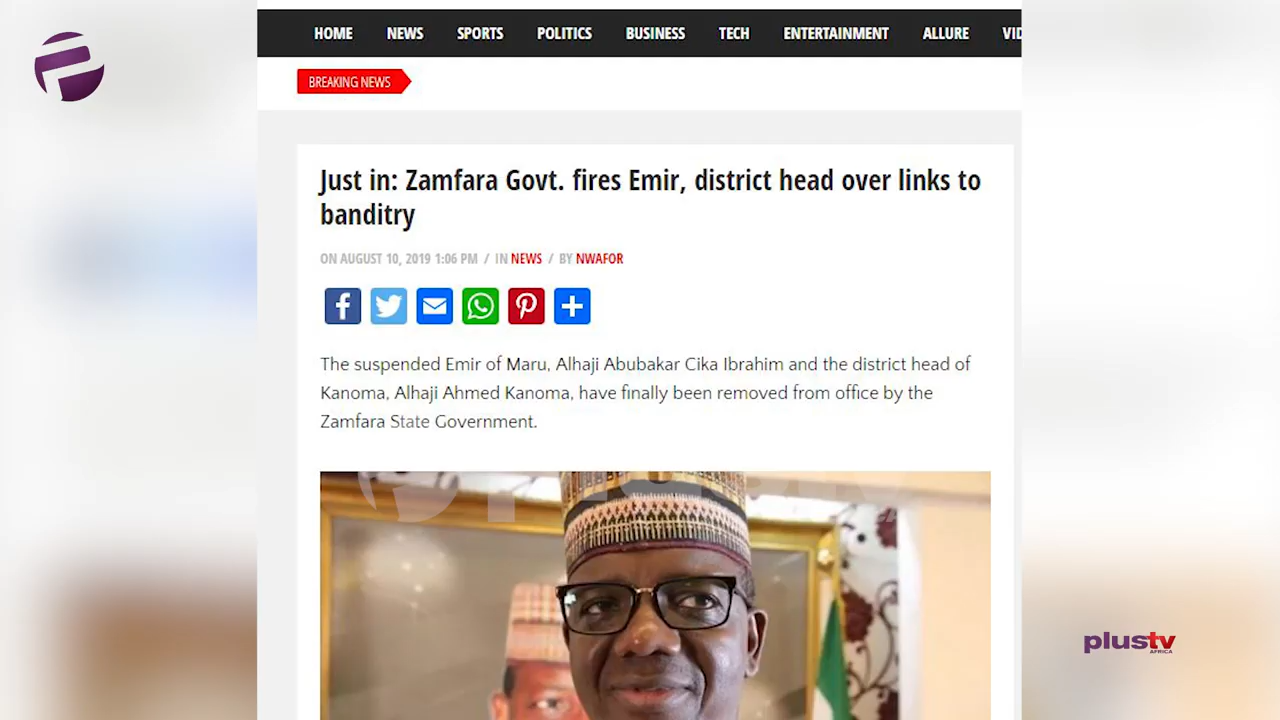 HOME NEWS SPORTS POLITICS BUSINESS TECH ENTERTAINMENT ALLURE
BREAKING NEWS
Just in: Zamfara Govt. fires Emir, district head over links to
banditry
ON AUGUST 10, 2019 1:06 PM / IN NEWS / BY NWAFOR
The suspended Emir of Maru, Alhaji Abubakar Cika Ibrahim and the district head of
Kanoma, Alhaji Ahmed Kanoma, have finally been removed from office by the
Zamfara State Government.
plustv
AFRICA